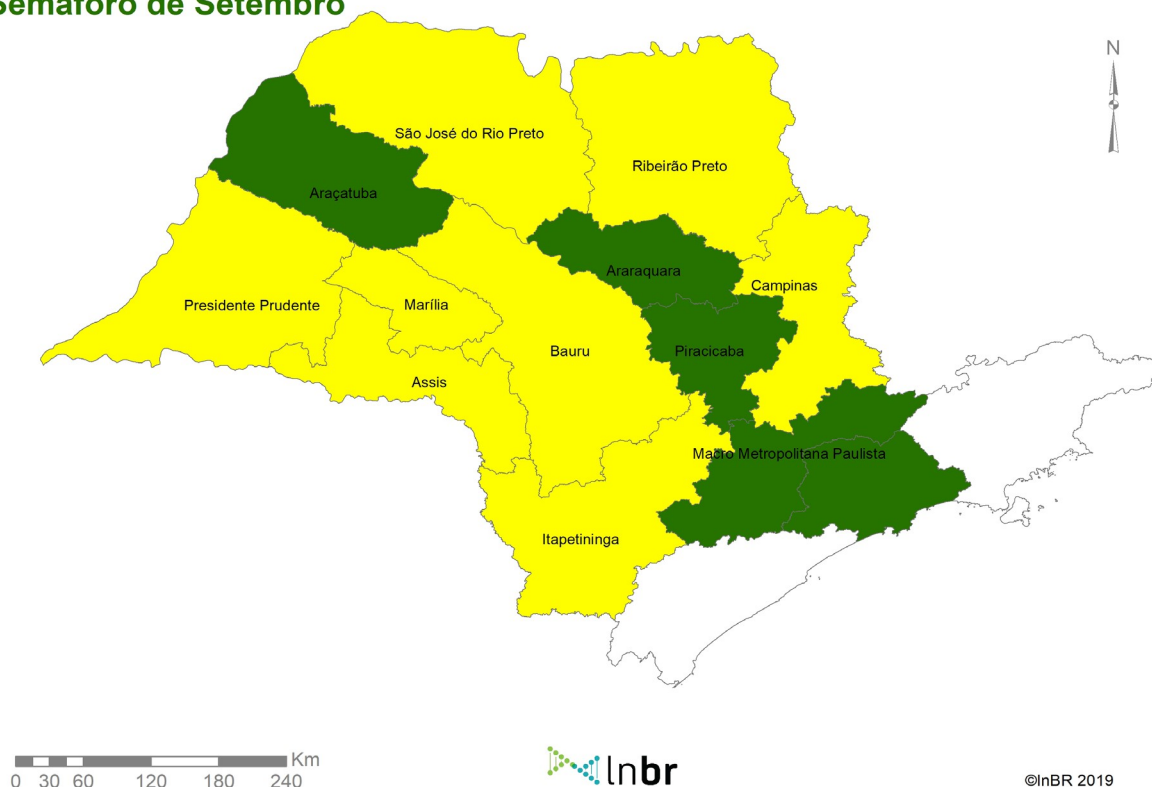 Semáforo de Setembro
N
São José do Rio Preto
Ribeirão Preto
Araçatuba
Araraquara
Campinas
Presidente Prudente
Marília
Bauru
Piracicaba
Assis
Macro Metropolitana Paulista
Itapetininga
Km
0 30 60 120 180 240
lnbr
©InBR 2019